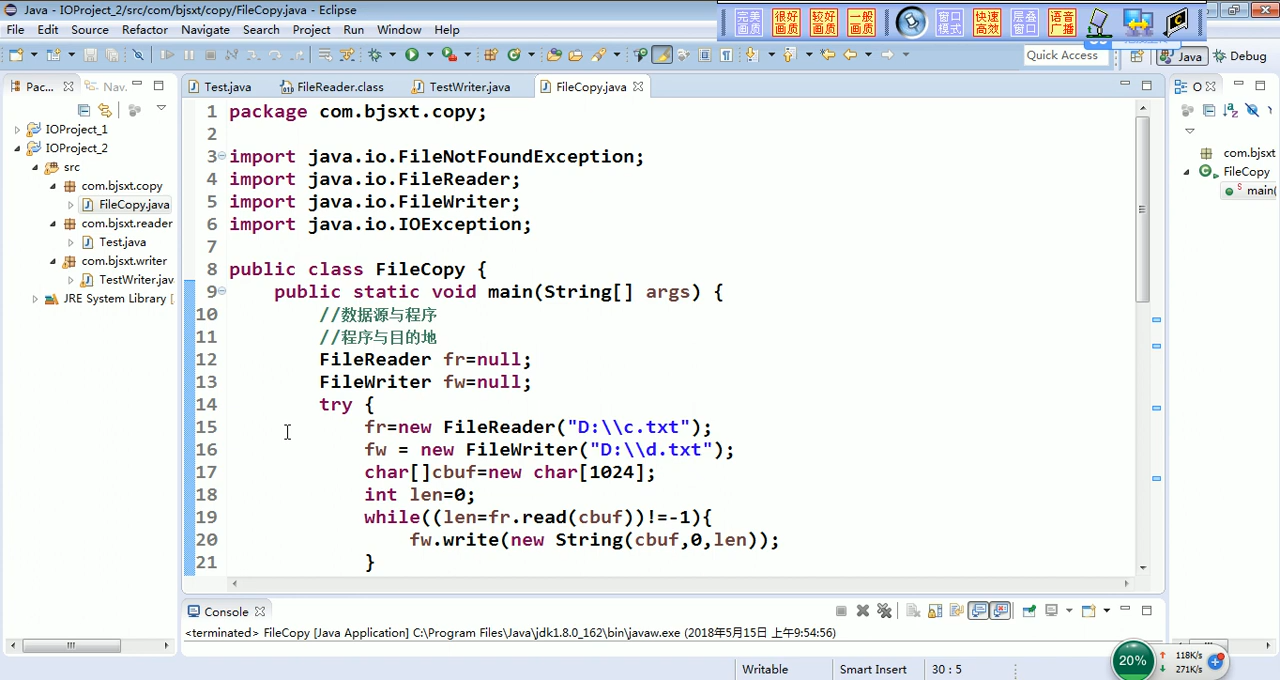 Java - IOProject_2/src/com/bjsxt/copy/FileCopy.java - Eclipse
完美画质 很好画质 较好画质 一般画质 窗口模式 快速高效 层叠窗口 语音广播
File Edit Source Refactor Navigate Search Project Run Window Help
Quick Access Java Debug
Pac... Nav.
Test.java FileReader.class TestWriter.java FileCopy.java
IOProject_1
IOProject_2
src
com.bjsxt.copy
FileCopy.java
com.bjsxt.reader
Test.java
com.bjsxt.writer
TestWriter.jav
JRE System Library [
1 package com.bjsxt.copy;
2
3 import java.io.FileNotFoundException;
4 import java.io.FileReader;
5 import java.io.FileWriter;
6 import java.io.IOException;
7
8 public class FileCopy {
9 public static void main(String[] args) {
10 //数据源与程序
11 //程序与目的地
12 FileReader fr=null;
13 FileWriter fw=null;
14 try {
15 fr=new FileReader("D:\\c.txt");
16 fw = new FileWriter("D:\\d.txt");
17 char[]cbuf=new char[1024];
18 int len=0;
19 while((len=fr.read(cbuf))!=-1){
20 fw.write(new String(cbuf,0,len));
21 }
O
com.bjsxt
FileCopy
main(
Console
<terminated> FileCopy [Java Application] C:\Program Files\Java\jdk1.8.0_162\bin\javaw.exe (2018年5月15日 上午9:54:56)
Writable Smart Insert 30 : 5
20% 118K/s
271K/s